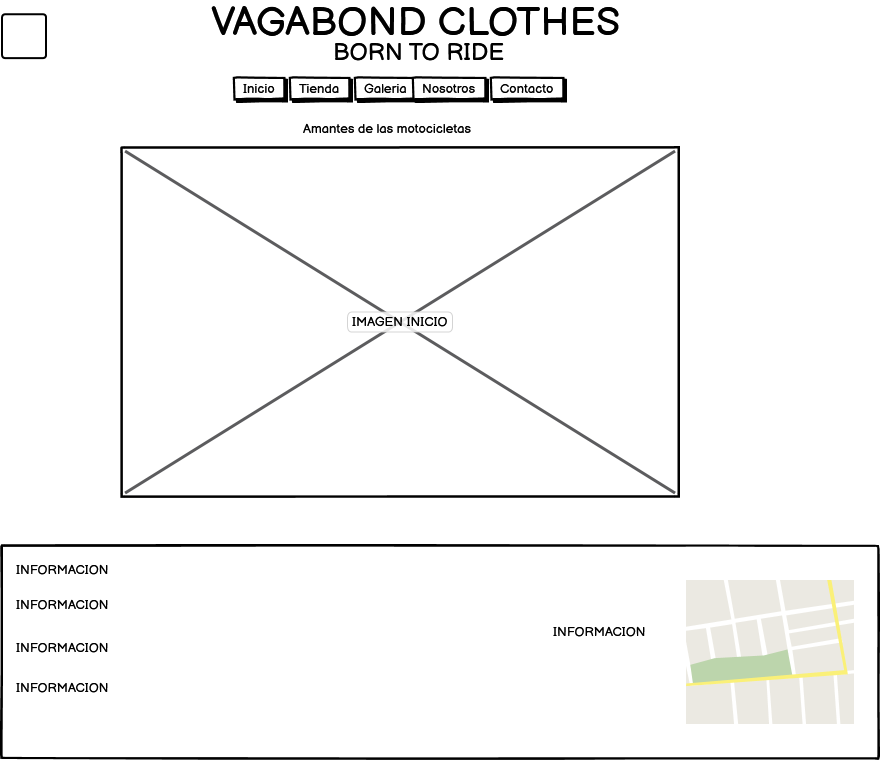 VAGABOND CLOTHES
BORN TO RIDE
Inicio Tienda Galeria Nosotros Contacto
Amantes de las motocicletas
IMAGEN INICIO
INFORMACION
INFORMACION
INFORMACION
INFORMACION
INFORMACION